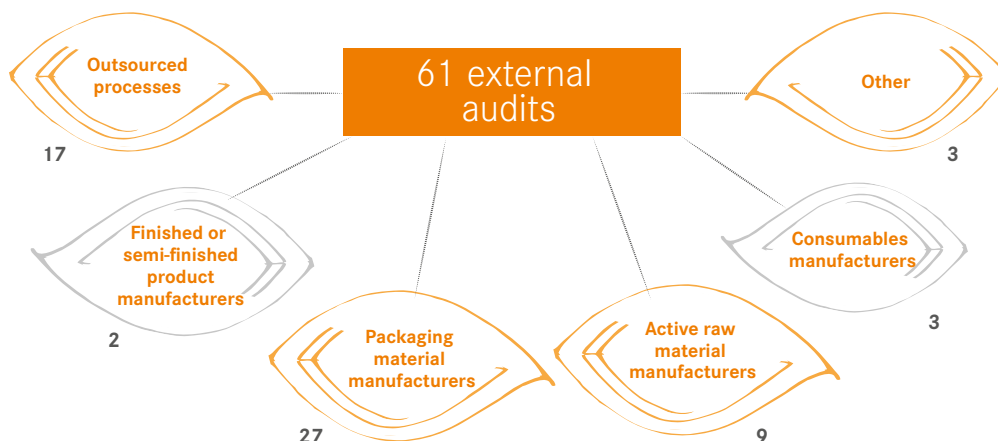 61 external
audits
Outsourced
processes
17
Other
3
Finished or
semi-finished
product
manufacturers
2
Consumables
manufacturers
3
Packaging
material
manufacturers
27
Active raw
material
manufacturers
9